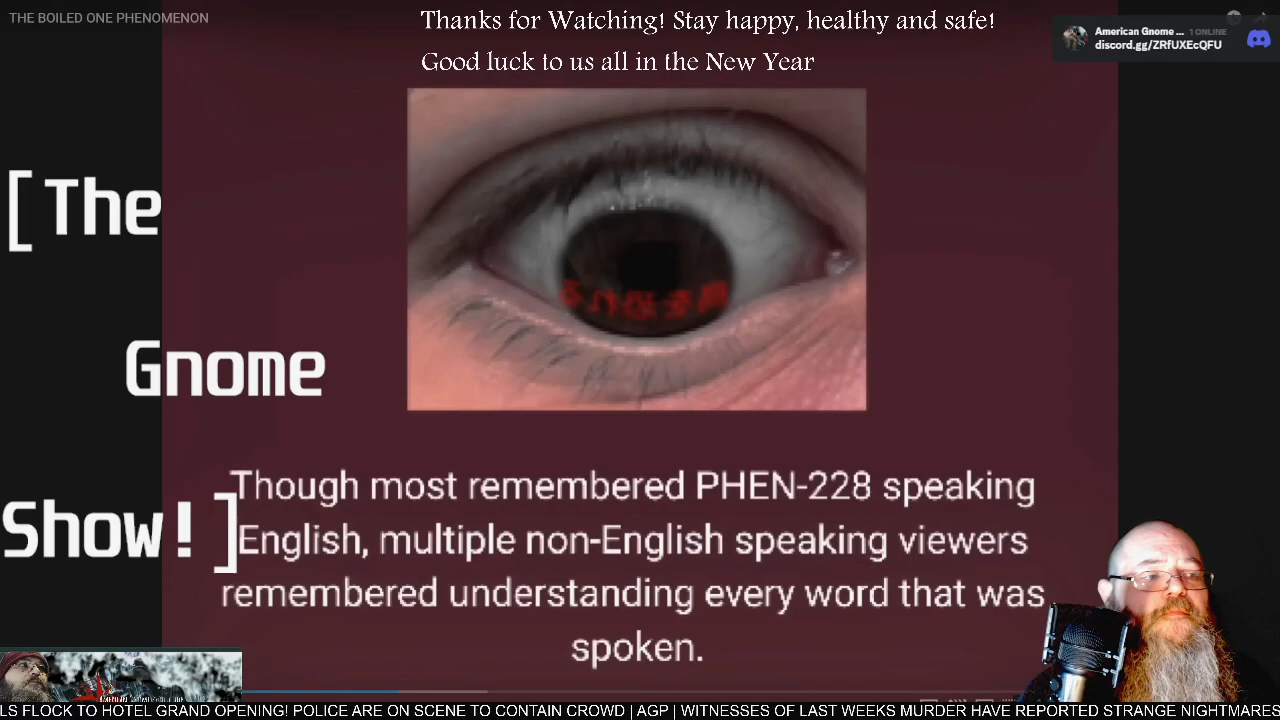 THE BOILED ONE PHENOMENON
Thanks for Watching! Stay happy, healthy and safe!
Good luck to us all in the New Year
American Gnome ... 1 ONLINE
discord.gg/ZRfUXEcQFU
[The
Gnome
Show! ]
Though most remembered PHEN-228 speaking
English, multiple non-English speaking viewers
remembered understanding every word that was
spoken.
LS FLOCK TO HOTEL GRAND OPENING! POLICE ARE ON SCENE TO CONTAIN CROWD | AGP | WITNESSES OF LAST WEEKS MURDER HAVE REPORTED STRANGE NIGHTMARES